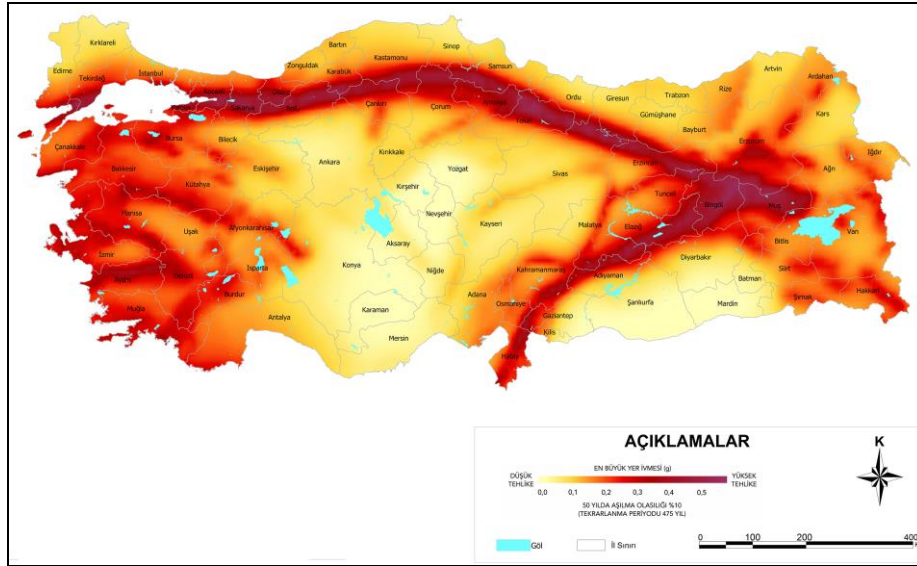 Kırklareli
Edirne
Tekirdağ
İstanbul
Sakarya
Zonguldak
Bartın
Karabük
Kastamonu
Sinop
Samsun
Çankırı
Çorum
Amasya
Tokat
Ordu
Giresun
Trabzon
Rize
Artvin
Ardahan
Kars
Gümüşhane
Bayburt
Erzurum
Erzincan
Iğdır
Ağrı
Çanakkale
Bursa
Bilecik
Balıkesir
Kütahya
Eskişehir
Ankara
Kırıkkale
Kırşehir
Yozgat
Sivas
Tunceli
Bingöl
Muş
Van
Bitlis
Manisa
Uşak
Afyonkarahisar
Nevşehir
Kayseri
Malatya
Elazığ
Diyarbakır
Batman
Siirt
Hakkari
Şırnak
İzmir
Aydın
Denizli
Isparta
Burdur
Konya
Aksaray
Niğde
Kahramanmaraş
Adıyaman
Şanlıurfa
Mardin
Muğla
Antalya
Karaman
Mersin
Adana
Osmaniye
Gaziantep
Kilis
Hatay
AÇIKLAMALAR
K
EN BÜYÜK YER İVMESİ (g)
DÜŞÜK
TEHLİKE
YÜKSEK
TEHLİKE
0,0 0,1 0,2 0,3 0,4 0,5
50 YILDA AŞILMA OLASILIĞI %10
(TEKRARLANMA PERİYODU 475 YIL)
Göl
İl Sınırı
0 100 200 400